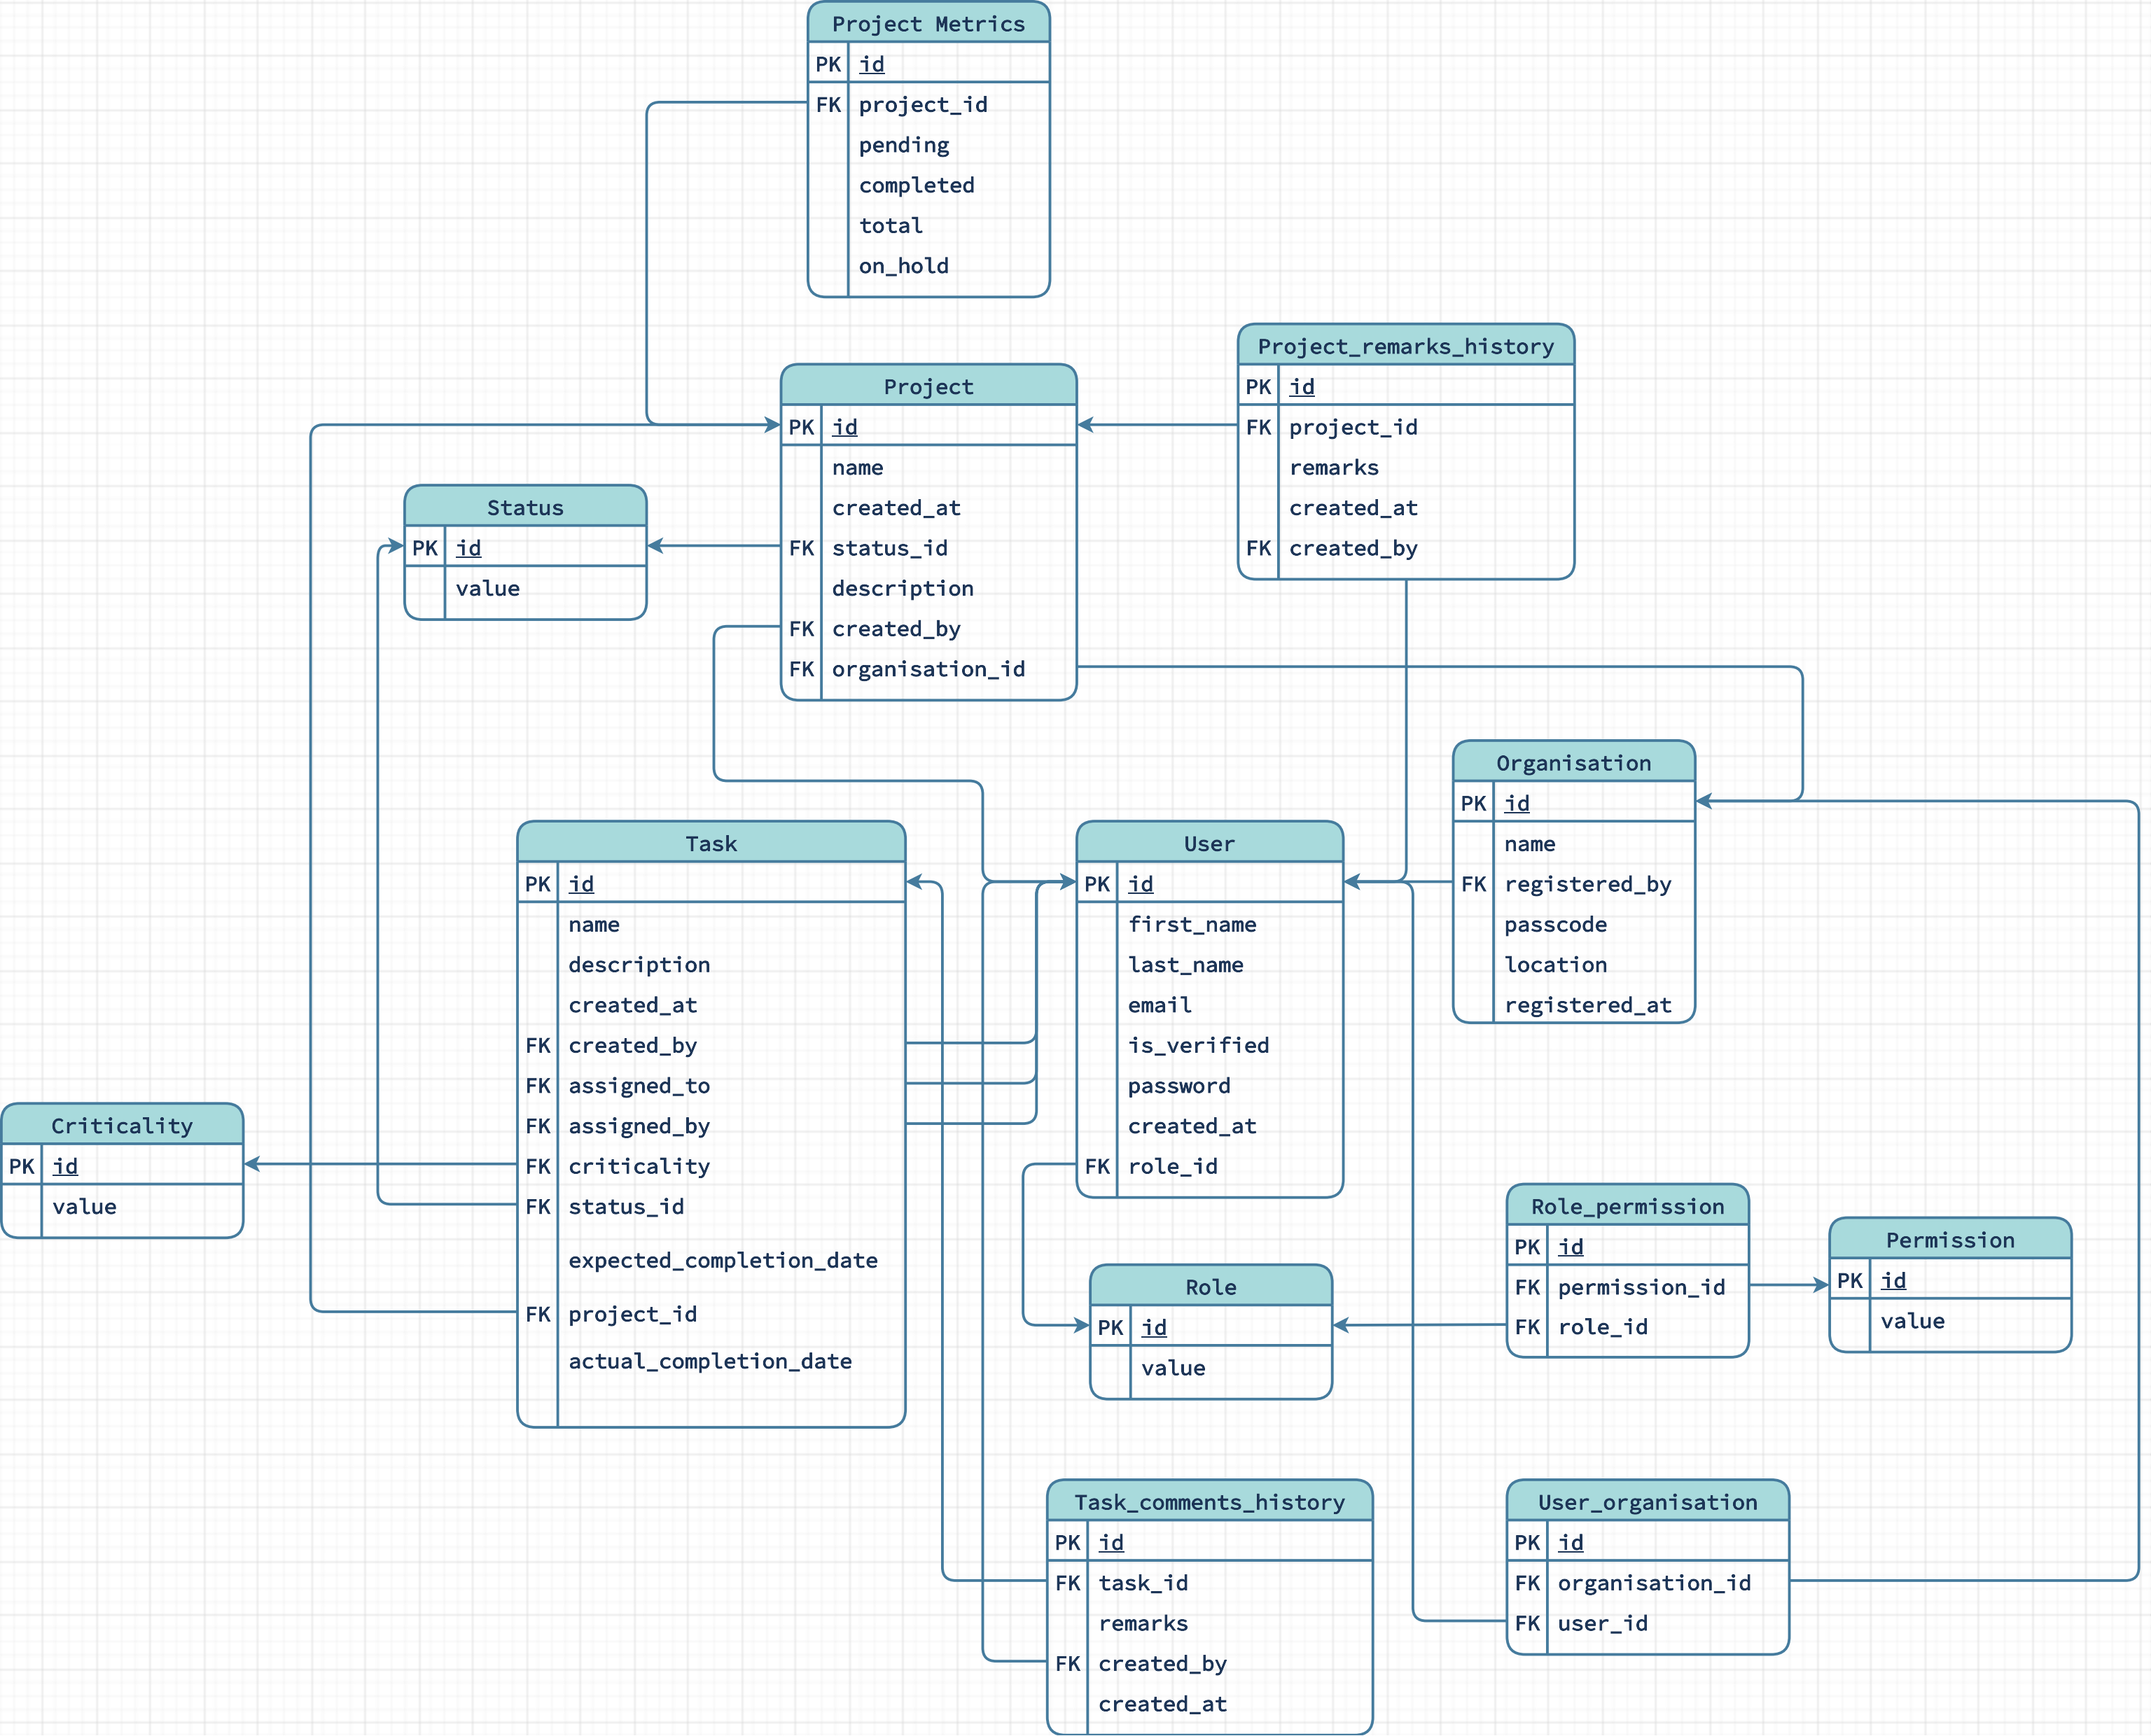 Project Metrics
PK id
FK project_id
pending
completed
total
on_hold
Project_remarks_history
PK id
FK project_id
remarks
created_at
FK created_by
Project
PK id
name
created_at
FK status_id
description
FK created_by
FK organisation_id
Status
PK id
value
Organisation
PK id
name
FK registered_by
passcode
location
registered_at
Task
PK id
name
description
created_at
FK created_by
FK assigned_to
FK assigned_by
FK criticality
FK status_id
expected_completion_date
FK project_id
actual_completion_date
User
PK id
first_name
last_name
email
is_verified
password
created_at
FK role_id
Criticality
PK id
value
Role_permission
PK id
FK permission_id
FK role_id
Permission
PK id
value
Role
PK id
value
Task_comments_history
PK id
FK task_id
remarks
FK created_by
created_at
User_organisation
PK id
FK organisation_id
FK user_id